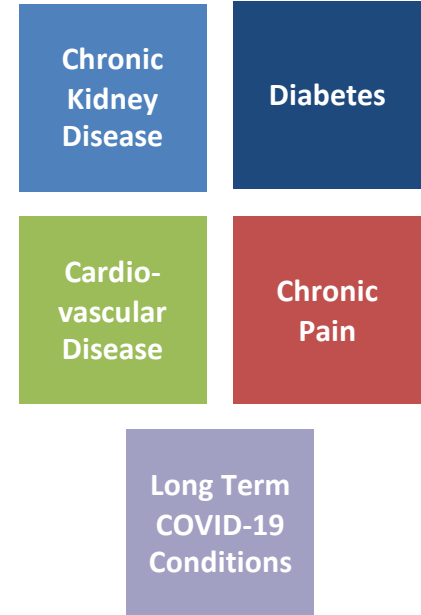 Chronic
Kidney
Disease
Diabetes
Cardio-
vascular
Disease
Chronic
Pain
Long Term
COVID-19
Conditions